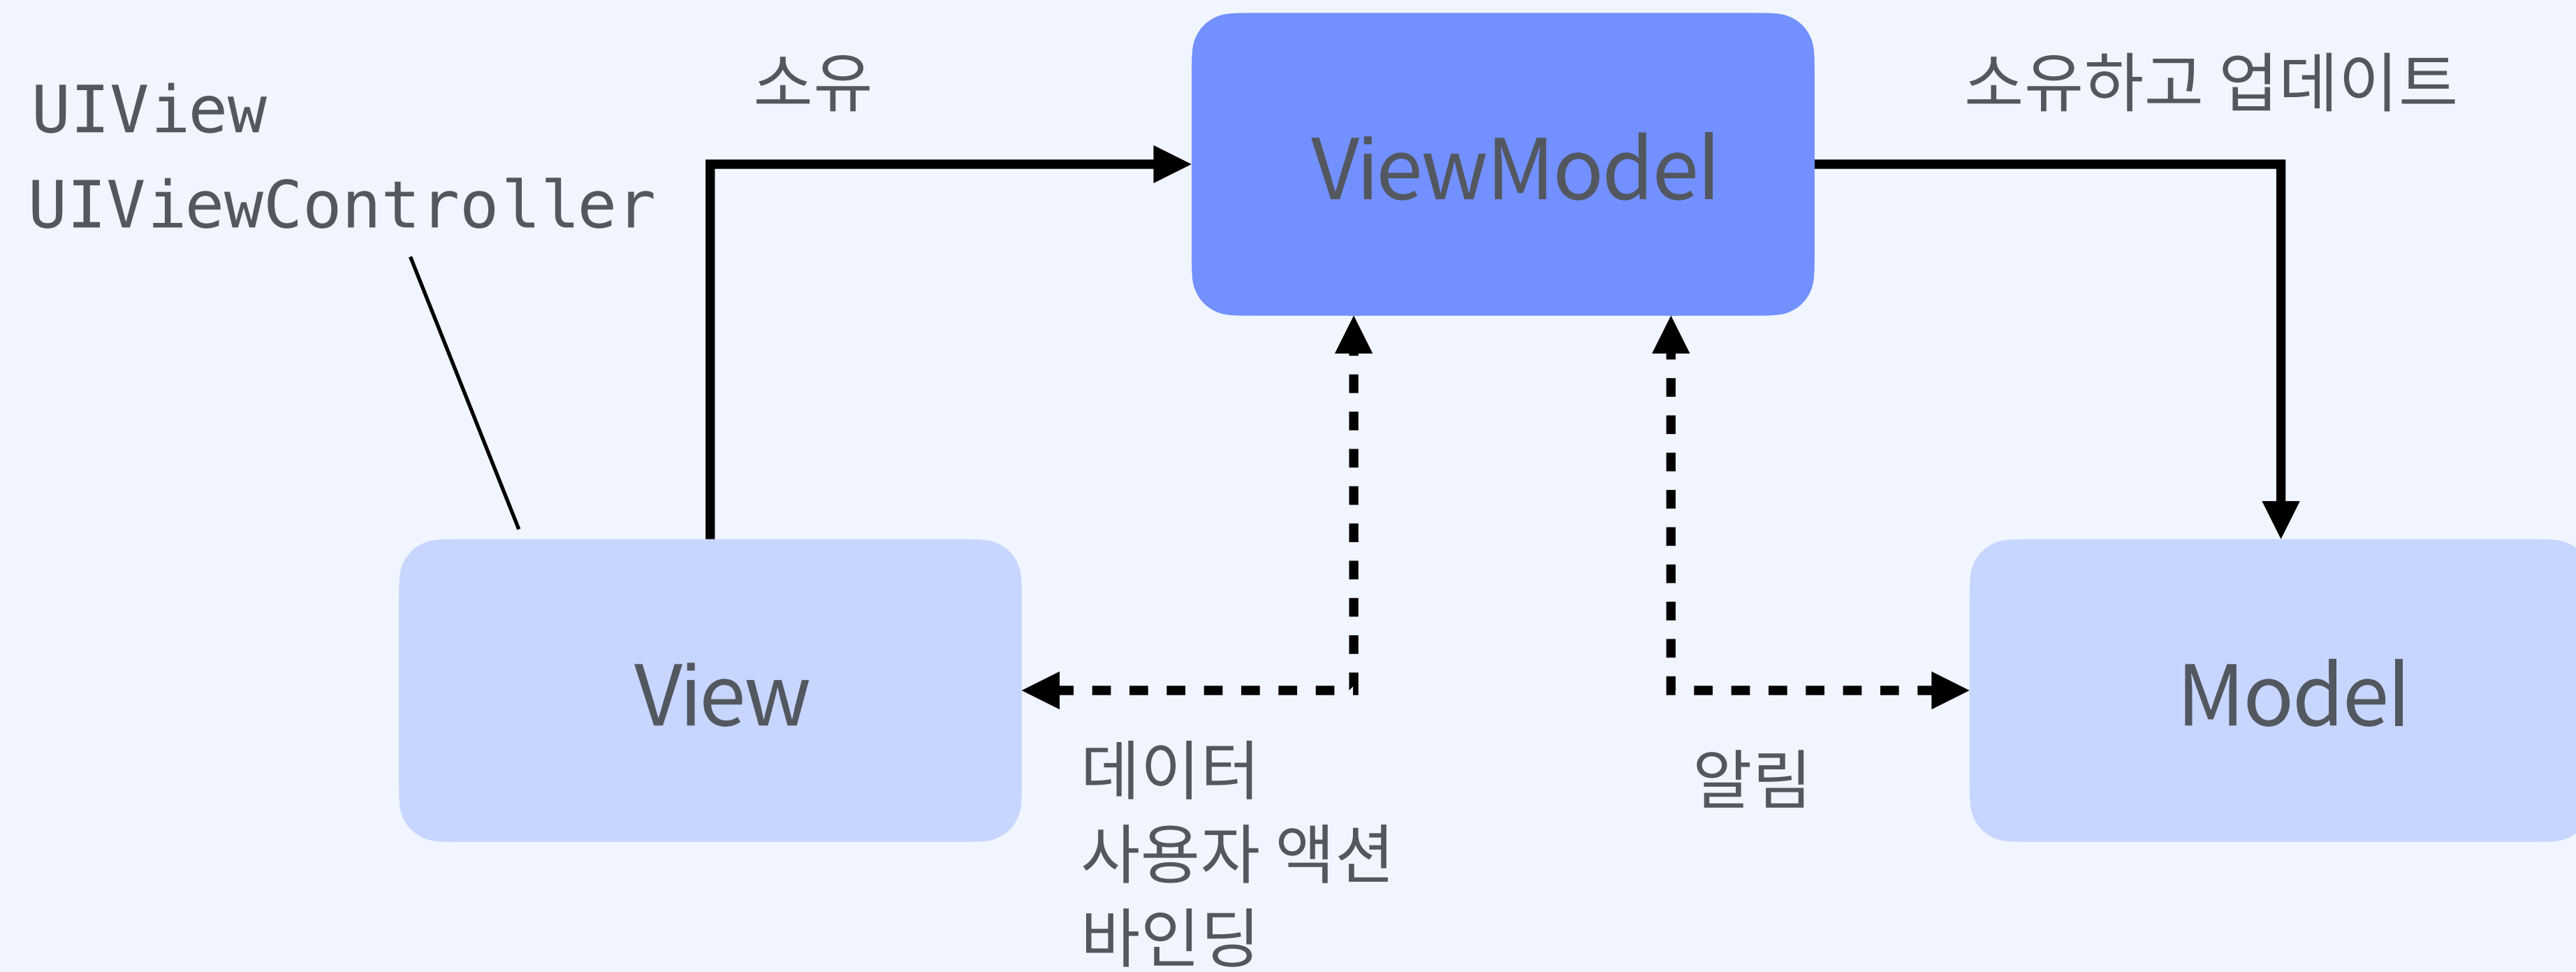 UIView
UIViewController
소유
ViewModel
소유하고 업데이트
View
Model
데이터
사용자 액션
바인딩
알림